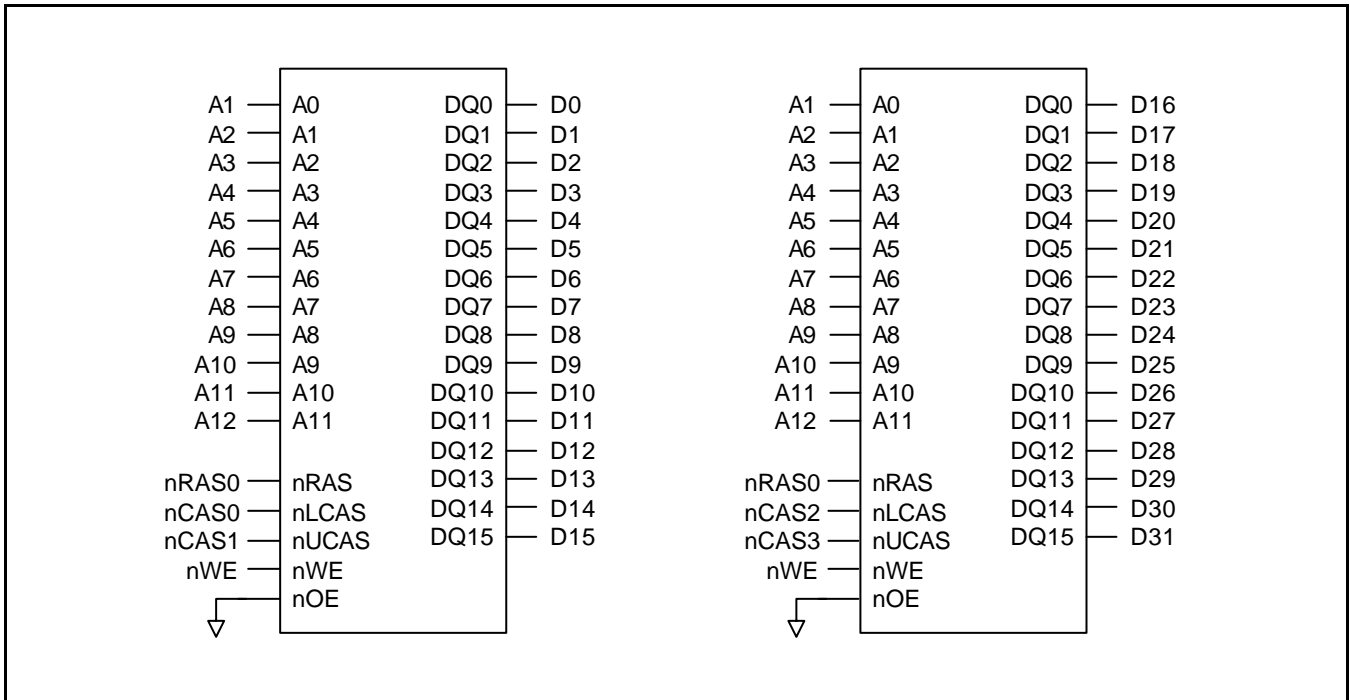 A1 A0 DQ0 D0 A1 A0 DQ0 D16
A2 A1 DQ1 D1 A2 A1 DQ1 D17
A3 A2 DQ2 D2 A3 A2 DQ2 D18
A4 A3 DQ3 D3 A4 A3 DQ3 D19
A5 A4 DQ4 D4 A5 A4 DQ4 D20
A6 A5 DQ5 D5 A6 A5 DQ5 D21
A7 A6 DQ6 D6 A7 A6 DQ6 D22
A8 A7 DQ7 D7 A8 A7 DQ7 D23
A9 A8 DQ8 D8 A9 A8 DQ8 D24
A10 A9 DQ9 D9 A10 A9 DQ9 D25
A11 A10 DQ10 D10 A11 A10 DQ10 D26
A12 A11 DQ11 D11 A12 A11 DQ11 D27
DQ12 D12 DQ12 D28
nRAS0 nRAS DQ13 D13 nRAS0 nRAS DQ13 D29
nCAS0 nLCAS DQ14 D14 nCAS2 nLCAS DQ14 D30
nCAS1 nUCAS DQ15 D15 nCAS3 nUCAS DQ15 D31
nWE nWE nWE nWE
nOE nOE